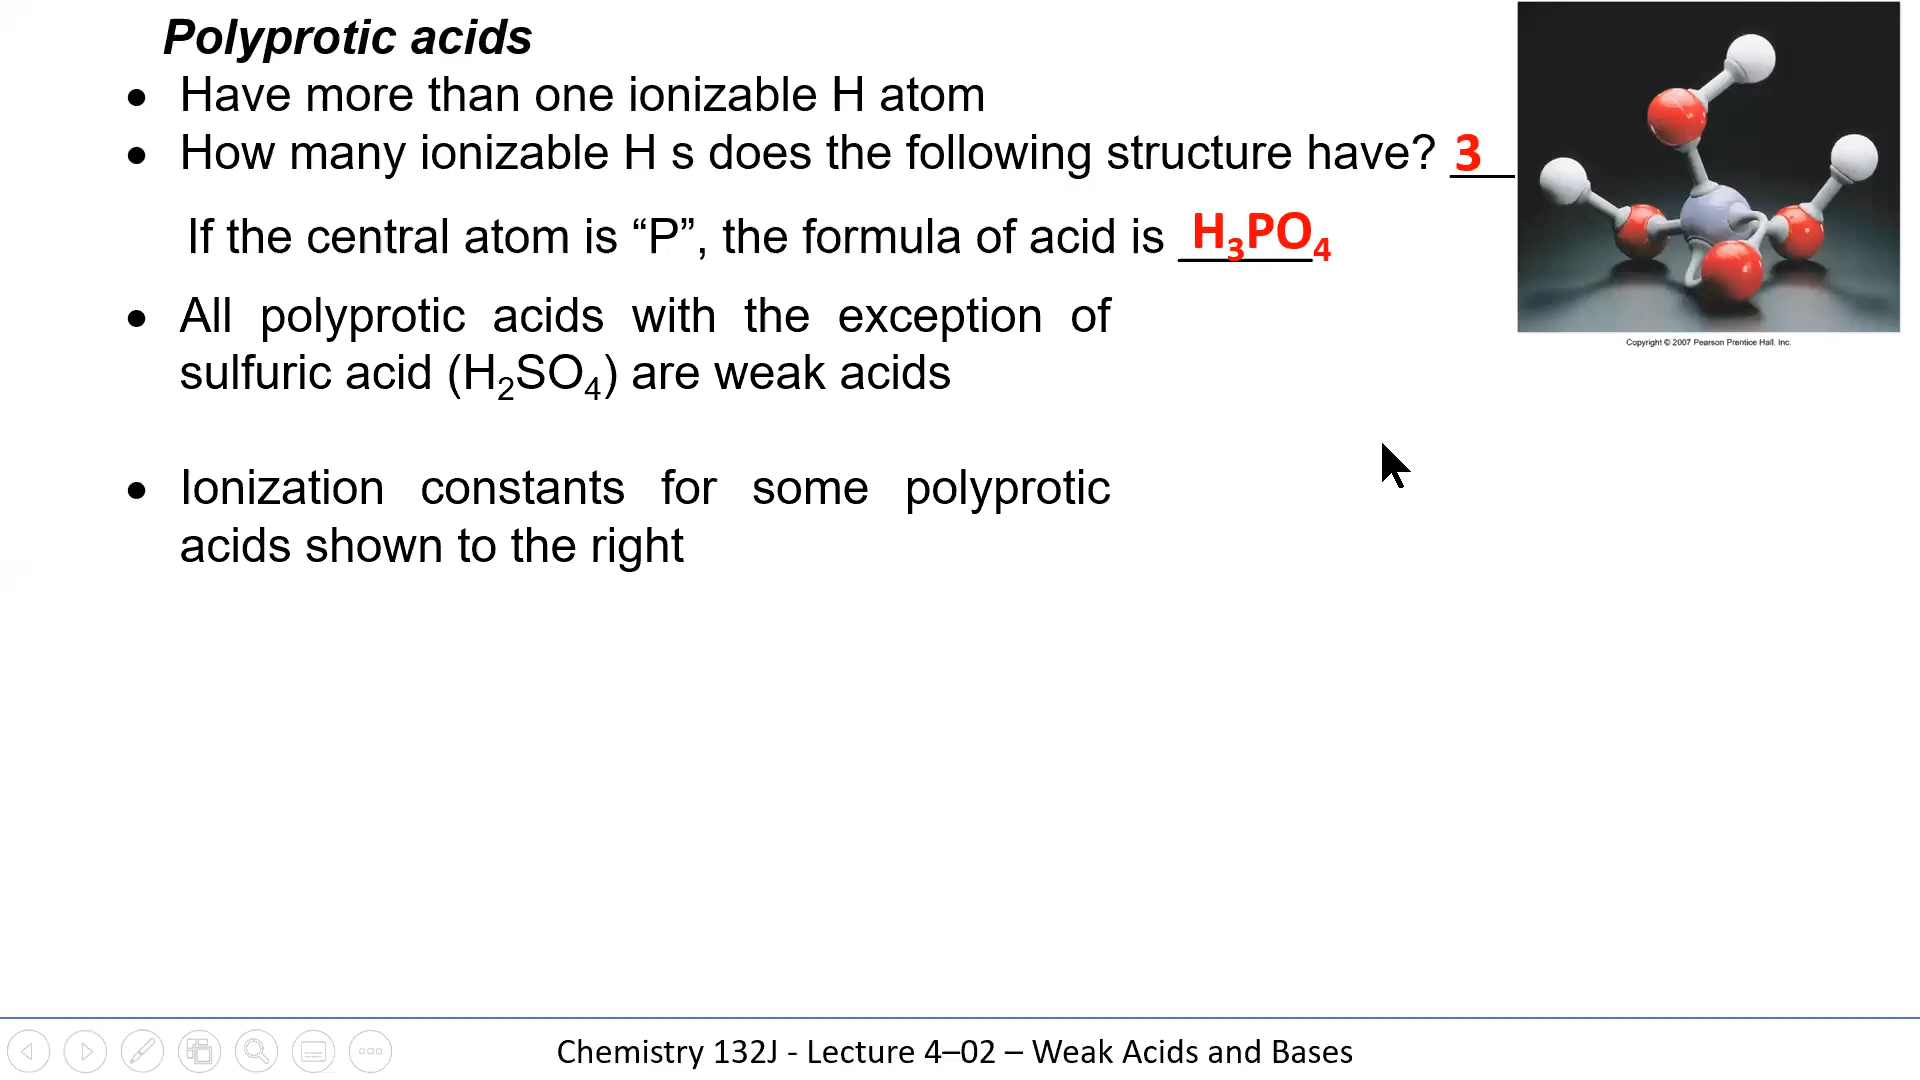 Polyprotic acids
• Have more than one ionizable H atom
• How many ionizable H s does the following structure have? 3
If the central atom is “P”, the formula of acid is H₃PO₄
• All polyprotic acids with the exception of
sulfuric acid (H₂SO₄) are weak acids
• Ionization constants for some polyprotic
acids shown to the right
Copyright © 2007 Pearson Prentice Hall, Inc.
Chemistry 132J - Lecture 4–02 – Weak Acids and Bases